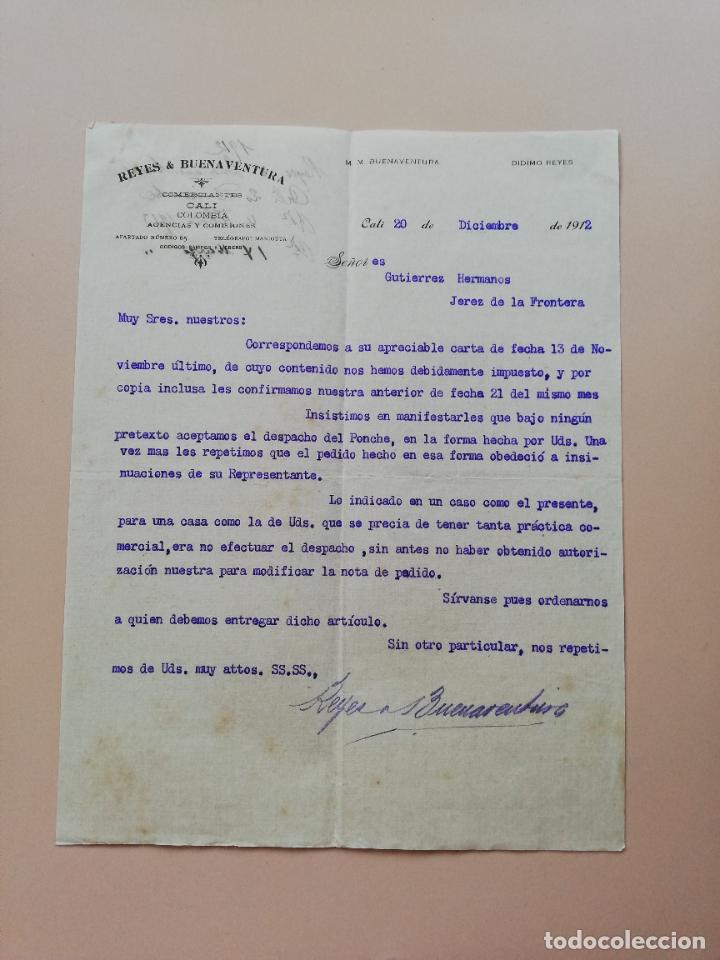 REYES & BUENAVENTURA
COMERCIANTES
CALI
COLOMBIA
AGENCIAS Y COMISIONES
APARTADO NÚMERO 65 TELÉGRAFO: MASCOTTA
M. M. BUENAVENTURA DIDIMO REYES
Cali 20 de Diciembre de 1912
Señores
Gutierrez Hermanos
Jerez de la Frontera
Muy Sres. nuestros:
Correspondemos a su apreciable carta de fecha 13 de No-
viembre último, de cuyo contenido nos hemos debidamente impuesto, y por
copia inclusa les confirmamos nuestra anterior de fecha 21 del mismo mes
Insistimos en manifestarles que bajo ningún
pretexto aceptamos el despacho del Ponche, en la forma hecha por Uds. Una
vez mas les repetimos que el pedido hecho en esa forma obedeció a insi-
nuaciones de su Representante.
Lo indicado en un caso como el presente,
para una casa como la de Uds. que se precia de tener tanta práctica co-
mercial, era no efectuar el despacho, sin antes no haber obtenido autori-
zación nuestra para modificar la nota de pedido.
Sírvanse pues ordenarnos
a quien debemos entregar dicho artículo.
Sin otro particular, nos repeti-
mos de Uds. muy attos. SS.SS.,
Reyes & Buenaventura
todocoleccion